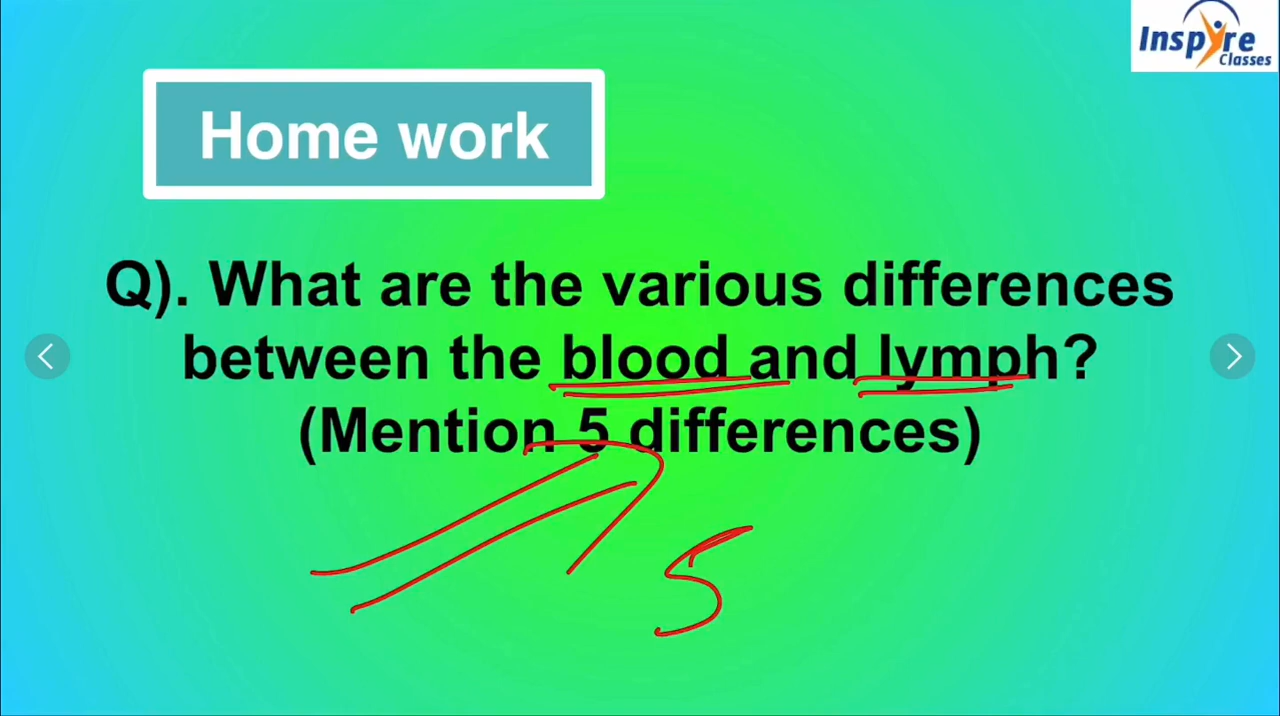 Inspyre
Classes
Home work
Q). What are the various differences
between the blood and lymph?
(Mention 5 differences)
5